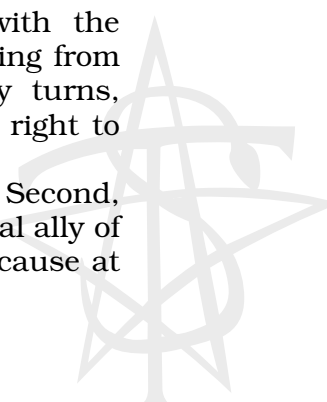 with the
ing from
y turns,
right to
Second,
al ally of
cause at